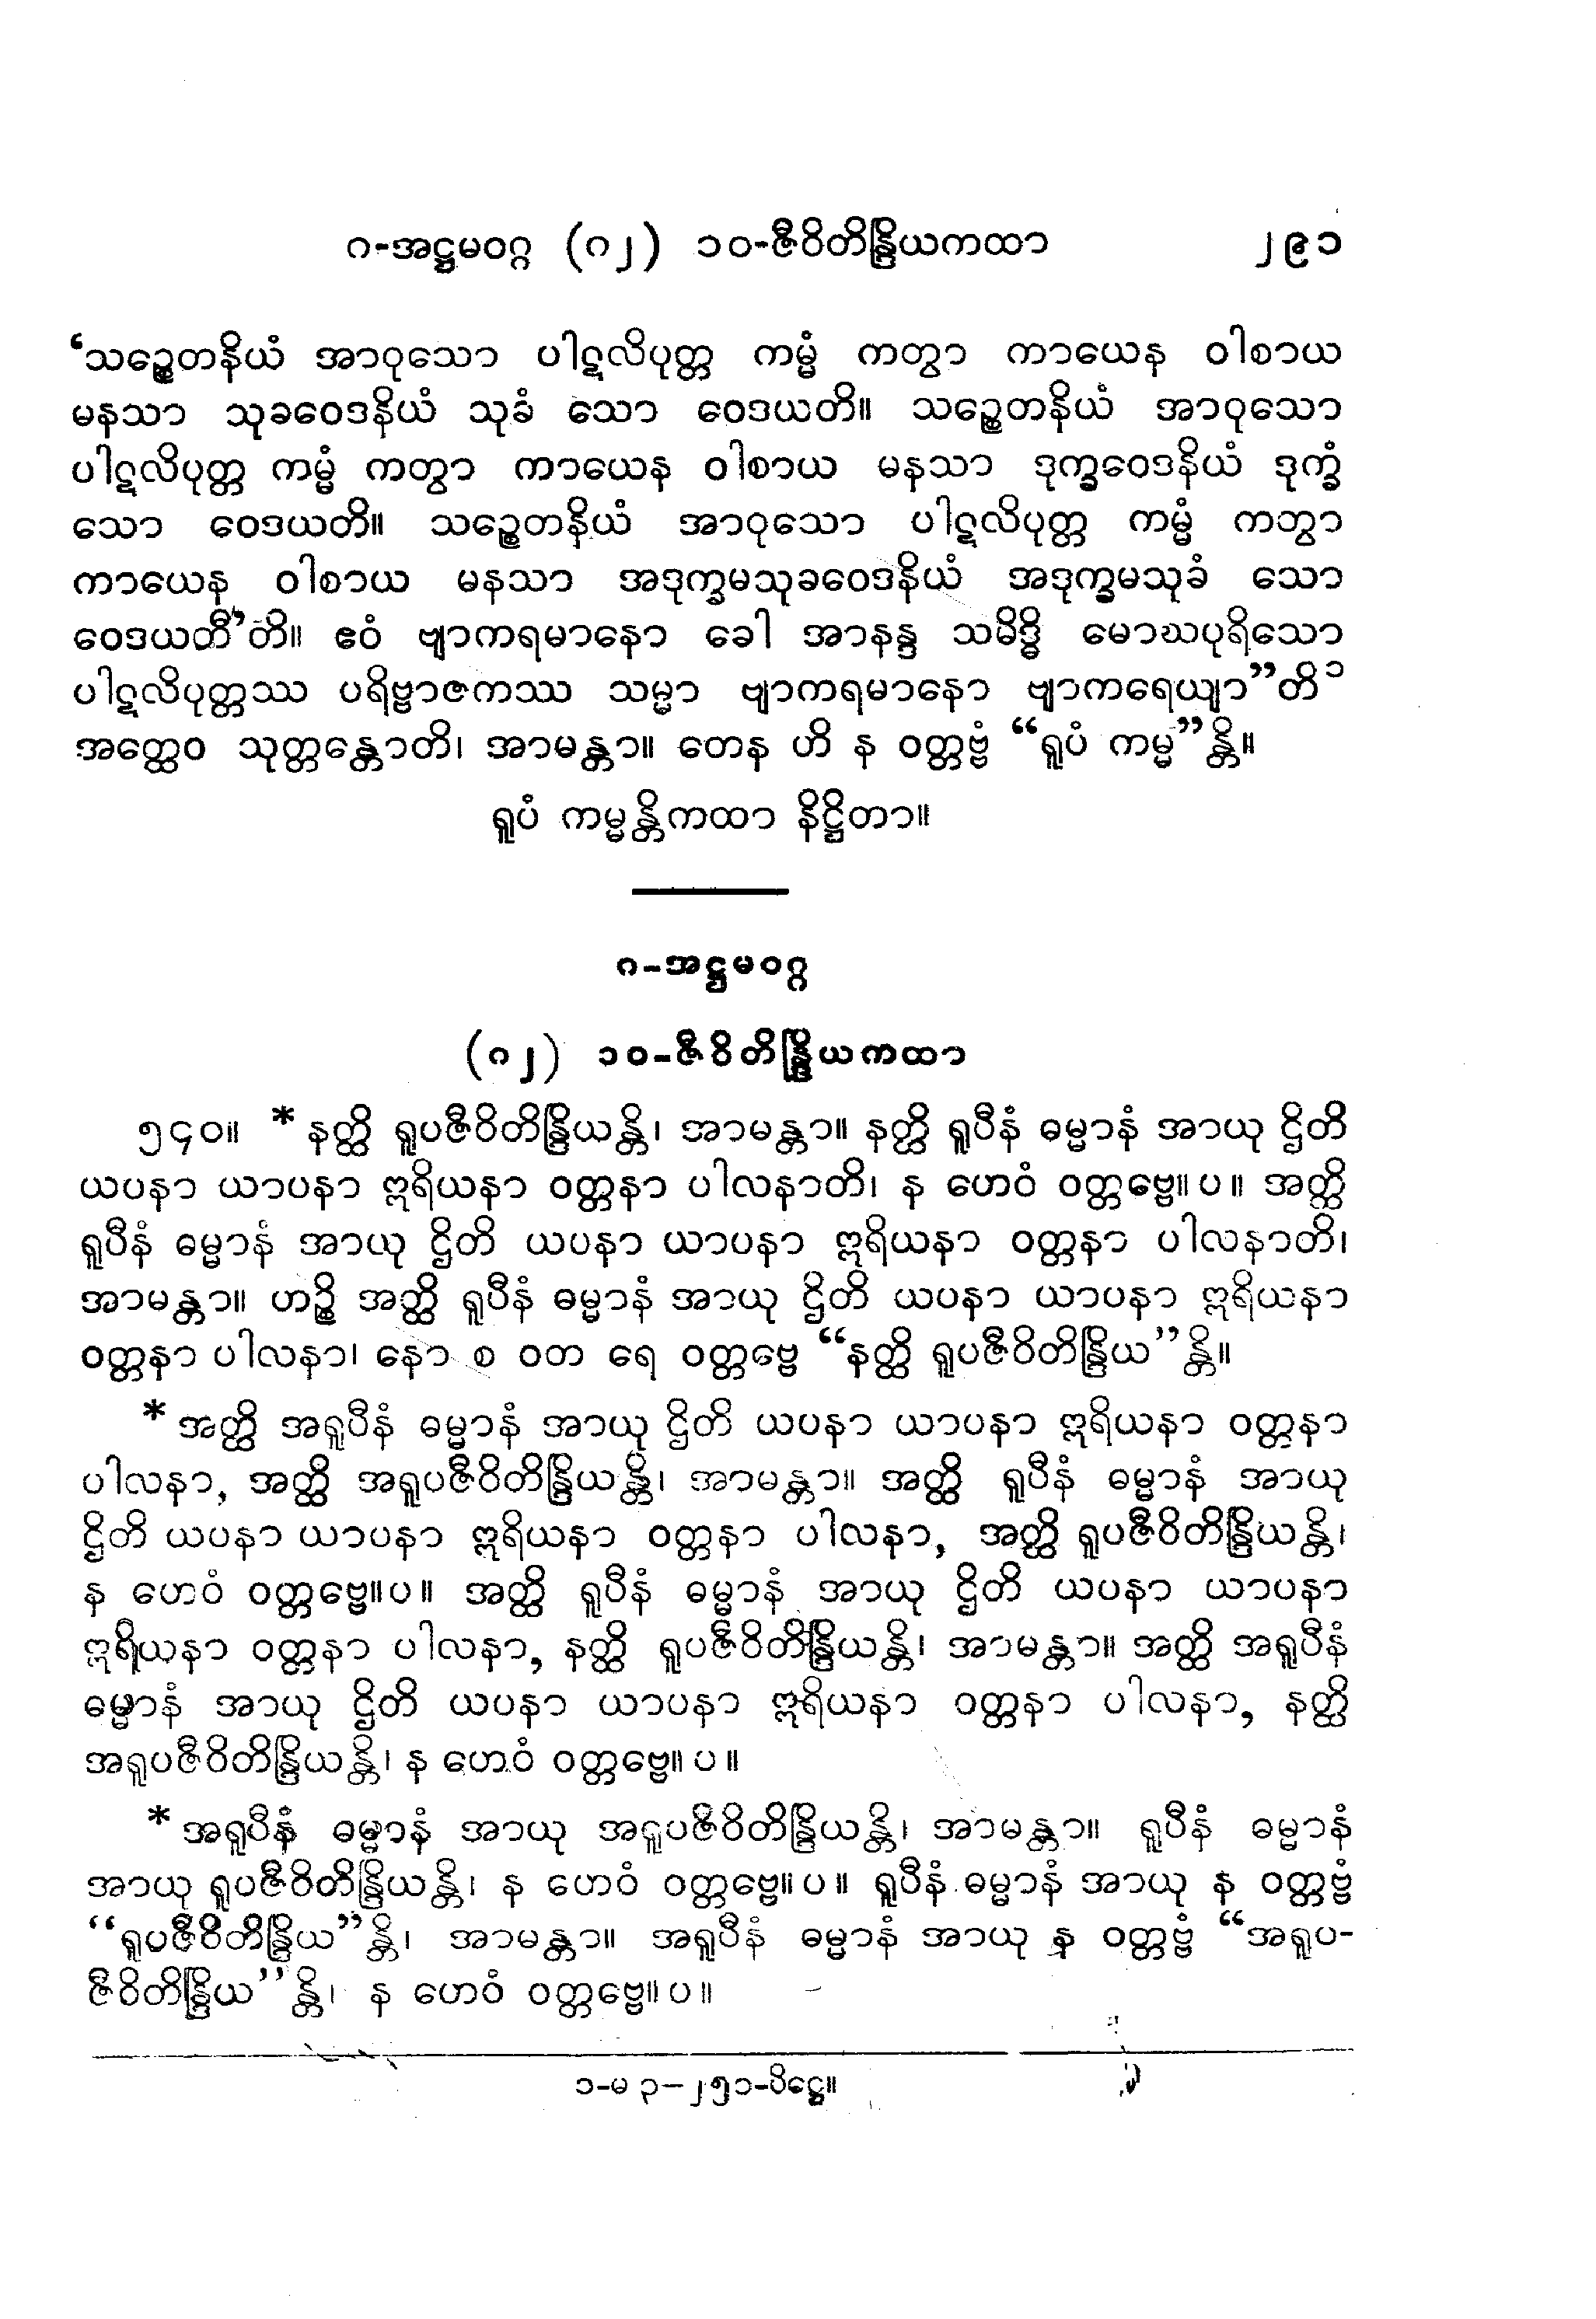 ဂ-အဋ္ဌမဝဂ္ဂ (ဂ၂) ၁၀-ဇီဝိတိန္ဒြိယကထာ ၂၉၁
‘သဉ္စေတနိယံ အာဝုသော ပါဋလိပုတ္တ ကမ္မံ ကတွာ ကာယေန ဝါစာယ
မနသာ သုခဝေဒနိယံ သုခံ သော ဝေဒယတိ။ သဉ္စေတနိယံ အာဝုသော
ပါဋလိပုတ္တ ကမ္မံ ကတွာ ကာယေန ဝါစာယ မနသာ ဒုက္ခဝေဒနိယံ ဒုက္ခံ
သော ဝေဒယတိ။ သဉ္စေတနိယံ အာဝုသော ပါဋလိပုတ္တ ကမ္မံ ကတွာ
ကာယေန ဝါစာယ မနသာ အဒုက္ခမသုခဝေဒနိယံ အဒုက္ခမသုခံ သော
ဝေဒယတီ’တိ။ ဧဝံ ဗျာကရမာနော ခေါ အာနန္ဒ သမိဒ္ဓိ မောဃပုရိသော
ပါဋလိပုတ္တဿ ပရိဗ္ဗာဇကဿ သမ္မာ ဗျာကရမာနော ဗျာကရေယျာ”တိ၁
အတ္ထေဝ သုတ္တန္တောတိ၊ အာမန္တာ။ တေန ဟိ န ဝတ္တဗ္ဗံ “ရူပံ ကမ္မ”န္တိ။
ရူပံ ကမ္မန္တိကထာ နိဋ္ဌိတာ။
ဂ-အဋ္ဌမဝဂ္ဂ
(ဂ၂) ၁၀-ဇီဝိတိန္ဒြိယကထာ
၅၄၀။ * နတ္ထိ ရူပဇီဝိတိန္ဒြိယန္တိ၊ အာမန္တာ။ နတ္ထိ ရူပီနံ ဓမ္မာနံ အာယု ဌိတိ
ယပနာ ယာပနာ ဣရိယနာ ဝတ္တနာ ပါလနာတိ၊ န ဟေဝံ ဝတ္တဗ္ဗေ။ပ။ အတ္ထိ
ရူပီနံ ဓမ္မာနံ အာယု ဌိတိ ယပနာ ယာပနာ ဣရိယနာ ဝတ္တနာ ပါလနာတိ၊
အာမန္တာ။ ဟဉ္စိ အတ္ထိ ရူပီနံ ဓမ္မာနံ အာယု ဌိတိ ယပနာ ယာပနာ ဣရိယနာ
ဝတ္တနာ ပါလနာ၊ နော စ ဝတ ရေ ဝတ္တဗ္ဗေ “နတ္ထိ ရူပဇီဝိတိန္ဒြိယ”န္တိ။
* အတ္ထိ အရူပီနံ ဓမ္မာနံ အာယု ဌိတိ ယပနာ ယာပနာ ဣရိယနာ ဝတ္တနာ
ပါလနာ, အတ္ထိ အရူပဇီဝိတိန္ဒြိယန္တိ၊ အာမန္တာ။ အတ္ထိ ရူပီနံ ဓမ္မာနံ အာယု
ဌိတိ ယပနာ ယာပနာ ဣရိယနာ ဝတ္တနာ ပါလနာ, အတ္ထိ ရူပဇီဝိတိန္ဒြိယန္တိ၊
န ဟေဝံ ဝတ္တဗ္ဗေ။ပ။ အတ္ထိ ရူပီနံ ဓမ္မာနံ အာယု ဌိတိ ယပနာ ယာပနာ
ဣရိယနာ ဝတ္တနာ ပါလနာ, နတ္ထိ ရူပဇီဝိတိန္ဒြိယန္တိ၊ အာမန္တာ။ အတ္ထိ အရူပီနံ
ဓမ္မာနံ အာယု ဌိတိ ယပနာ ယာပနာ ဣရိယနာ ဝတ္တနာ ပါလနာ, နတ္ထိ
အရူပဇီဝိတိန္ဒြိယန္တိ၊ န ဟေဝံ ဝတ္တဗ္ဗေ။ပ။
* အရူပီနံ ဓမ္မာနံ အာယု အရူပဇီဝိတိန္ဒြိယန္တိ၊ အာမန္တာ။ ရူပီနံ ဓမ္မာနံ
အာယု ရူပဇီဝိတိန္ဒြိယန္တိ၊ န ဟေဝံ ဝတ္တဗ္ဗေ။ပ။ ရူပီနံ ဓမ္မာနံ အာယု န ဝတ္တဗ္ဗံ
“ရူပဇီဝိတိန္ဒြိယ”န္တိ၊ အာမန္တာ။ အရူပီနံ ဓမ္မာနံ အာယု န ဝတ္တဗ္ဗံ “အရူပ-
ဇီဝိတိန္ဒြိယ”န္တိ၊ န ဟေဝံ ဝတ္တဗ္ဗေ။ပ။
၁-မ ၃–၂၅၁-ပိဋ္ဌေ။